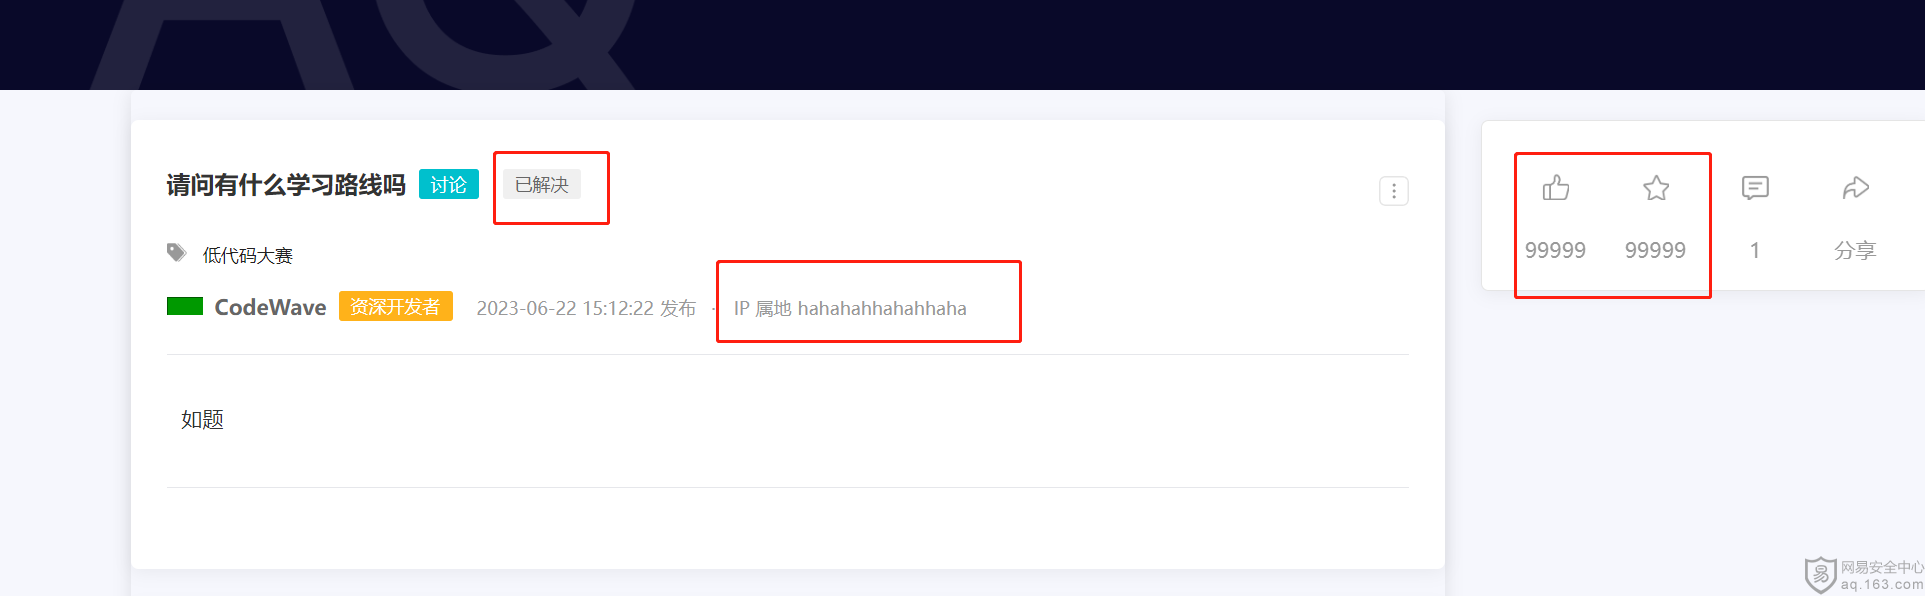 AQ
请问有什么学习路线吗 讨论 已解决
低代码大赛
CodeWave 资深开发者 2023-06-22 15:12:22 发布 · IP 属地 hahahahhahahhaha
如题
99999 99999 1 分享
易 网易安全中心
aq.163.com